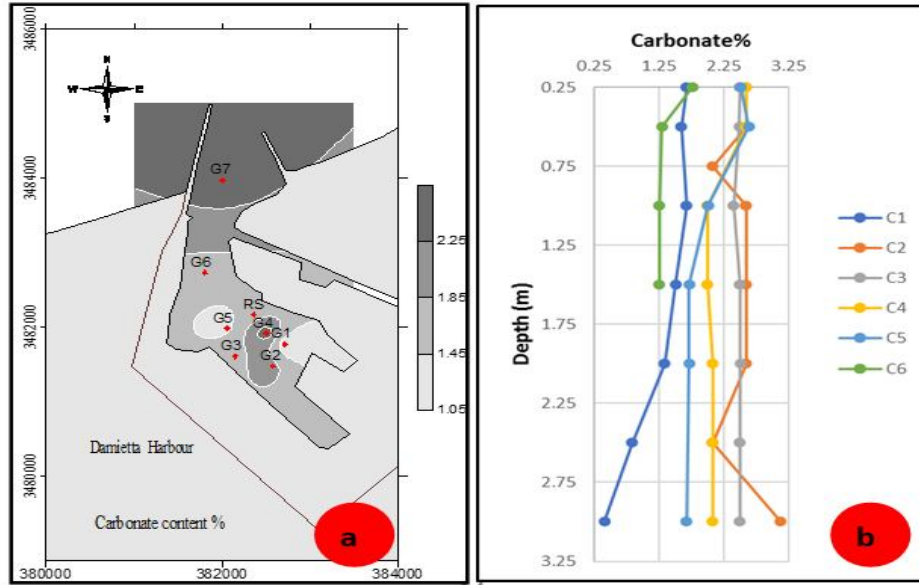 3486000
3484000
3482000
3480000
N
W
E
S
G7
G6
RS
G5
G4
G1
G3
G2
2.25
1.85
1.45
1.05
Damietta Harbour
Carbonate content %
a
380000
382000
384000
Carbonate%
0.25
1.25
2.25
3.25
0.25
0.75
1.25
1.75
2.25
2.75
3.25
Depth (m)
C1
C2
C3
C4
C5
C6
b